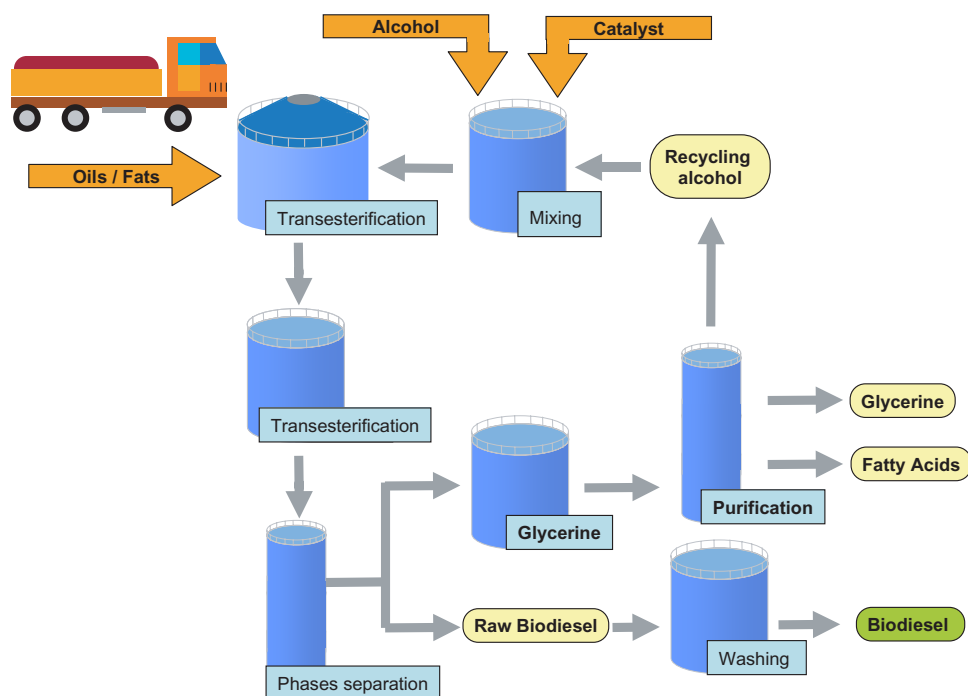 Alcohol
Catalyst
Oils / Fats
Transesterification
Mixing
Recycling
alcohol
Transesterification
Glycerine
Purification
Glycerine
Fatty Acids
Phases separation
Raw Biodiesel
Washing
Biodiesel